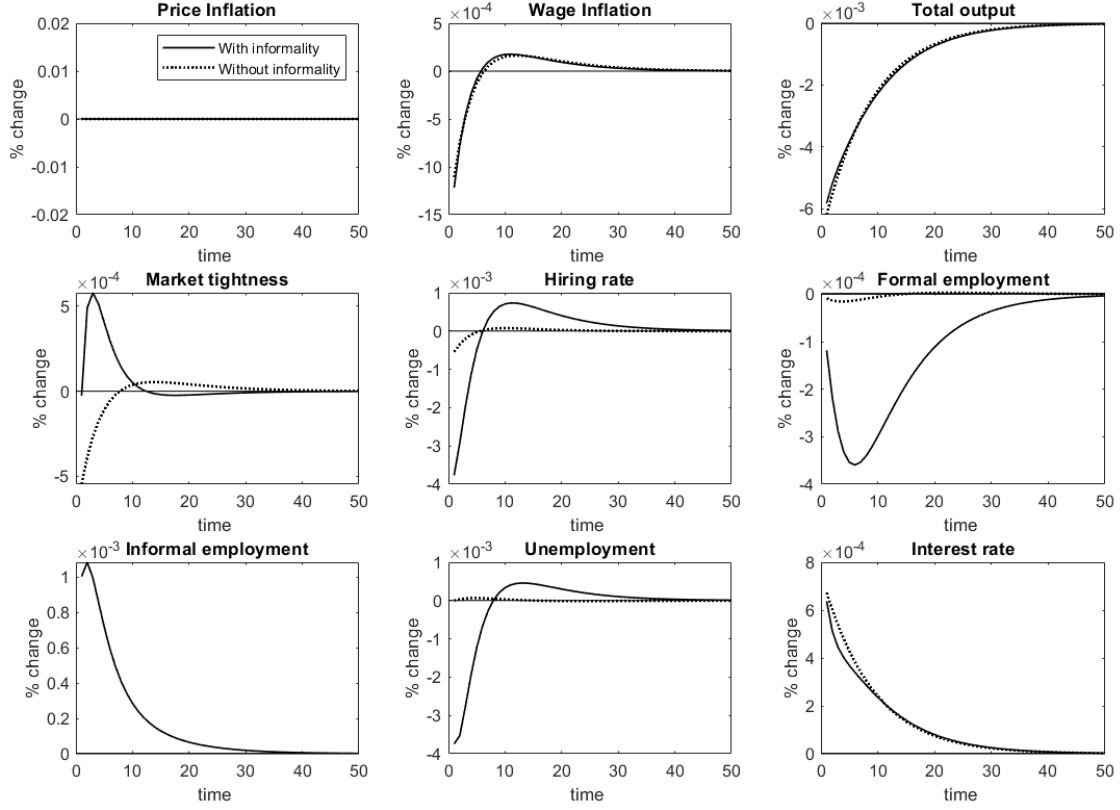 Price Inflation
0.02
0.01
0
-0.01
-0.02
% change
0 10 20 30 40 50
time
With informality
Without informality
Wage Inflation
×10-4
5
0
-5
-10
-15
% change
0 10 20 30 40 50
time
Total output
×10-3
0
-2
-4
-6
% change
0 10 20 30 40 50
time
Market tightness
×10-4
5
0
-5
% change
0 10 20 30 40 50
time
Hiring rate
×10-3
1
0
-1
-2
-3
-4
% change
0 10 20 30 40 50
time
Formal employment
×10-4
0
-1
-2
-3
-4
% change
0 10 20 30 40 50
time
Informal employment
×10-3
1
0.8
0.6
0.4
0.2
0
% change
0 10 20 30 40 50
time
Unemployment
×10-3
1
0
-1
-2
-3
-4
% change
0 10 20 30 40 50
time
Interest rate
×10-4
8
6
4
2
0
% change
0 10 20 30 40 50
time